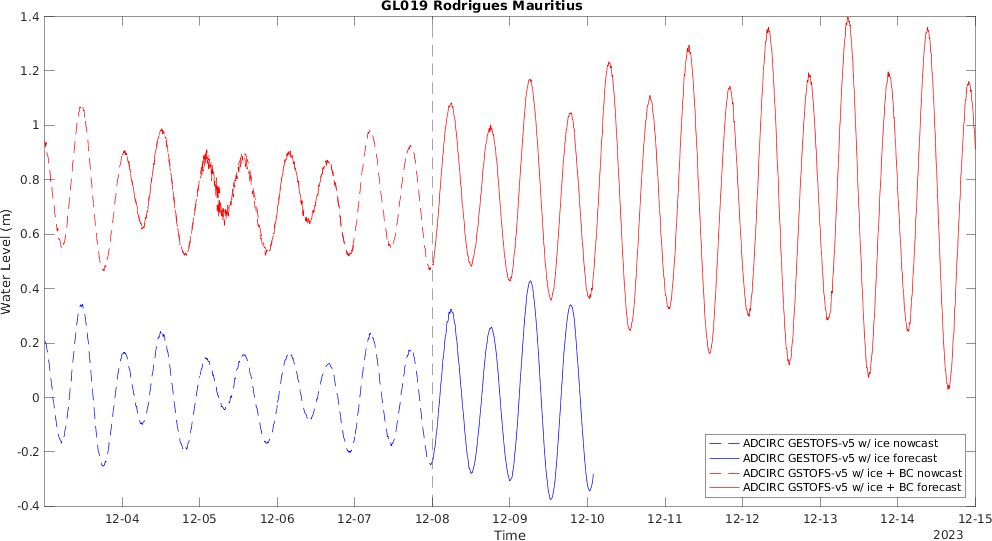 GL019 Rodrigues Mauritius
1.4
1.2
1
0.8
0.6
0.4
0.2
0
-0.2
-0.4
Water Level (m)
ADCIRC GESTOFS-v5 w/ ice nowcast
ADCIRC GESTOFS-v5 w/ ice forecast
ADCIRC GSTOFS-v5 w/ ice + BC nowcast
ADCIRC GSTOFS-v5 w/ ice + BC forecast
12-04 12-05 12-06 12-07 12-08 12-09 12-10 12-11 12-12 12-13 12-14 12-15
Time
2023